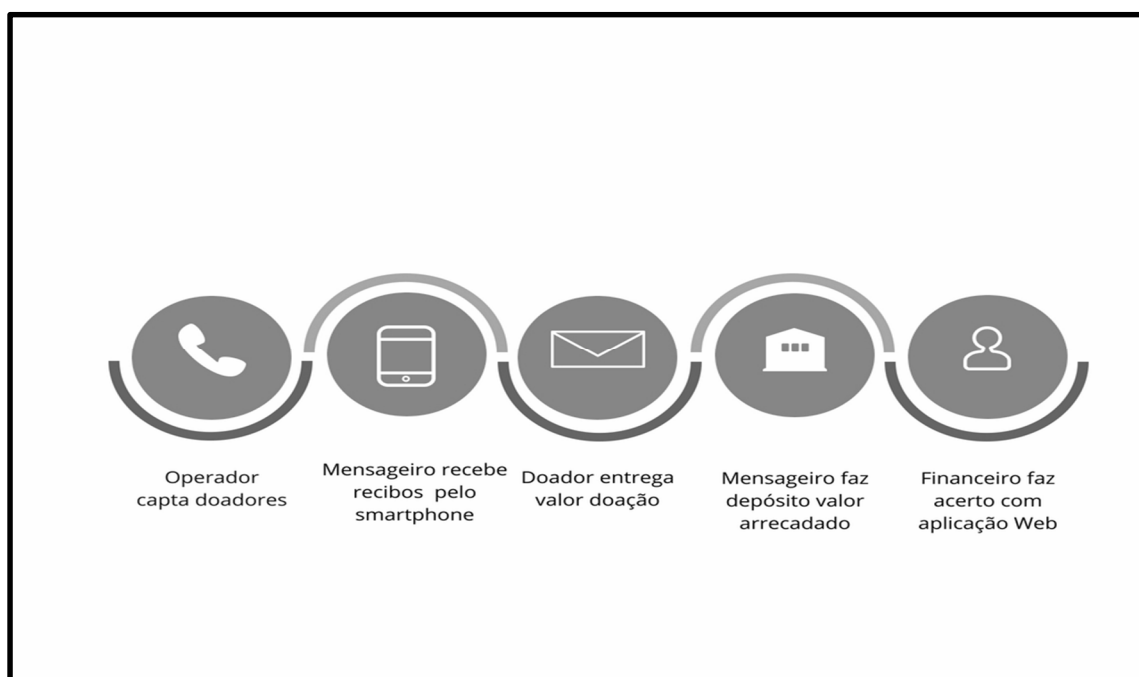 Operador
capta doadores
Mensageiro recebe
recibos pelo
smartphone
Doador entrega
valor doação
Mensageiro faz
depósito valor
arrecadado
Financeiro faz
acerto com
aplicação Web